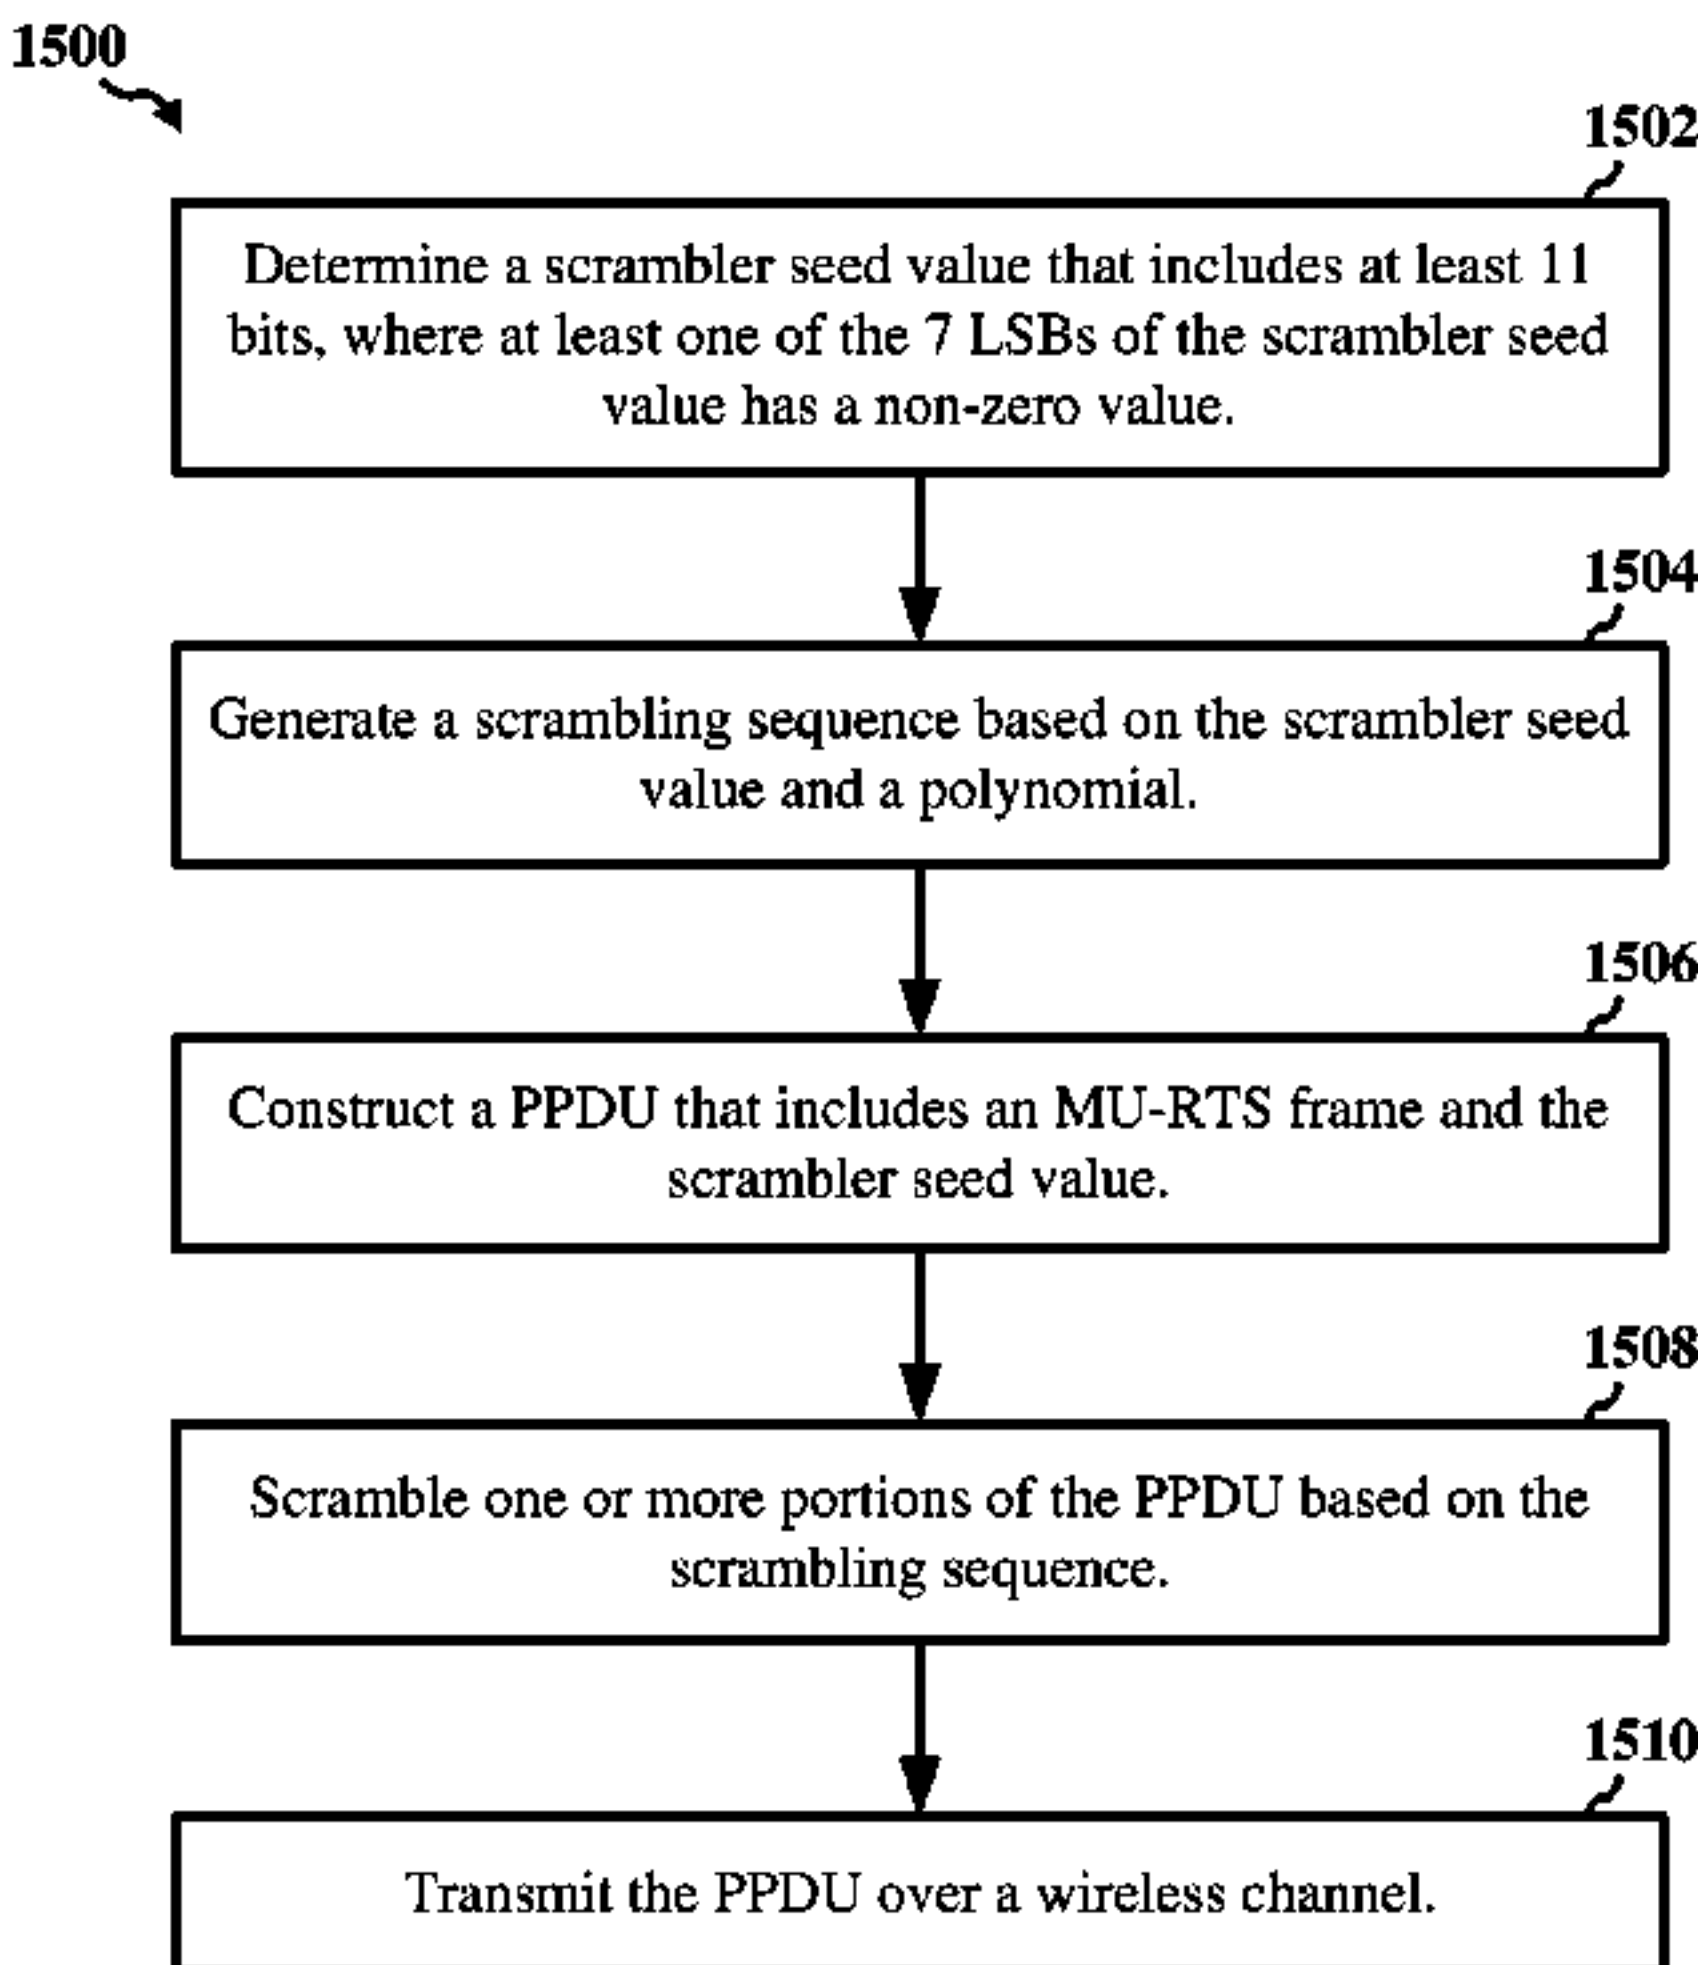 1500
1502
Determine a scrambler seed value that includes at least 11
bits, where at least one of the 7 LSBs of the scrambler seed
value has a non-zero value.
1504
Generate a scrambling sequence based on the scrambler seed
value and a polynomial.
1506
Construct a PPDU that includes an MU-RTS frame and the
scrambler seed value.
1508
Scramble one or more portions of the PPDU based on the
scrambling sequence.
1510
Transmit the PPDU over a wireless channel.